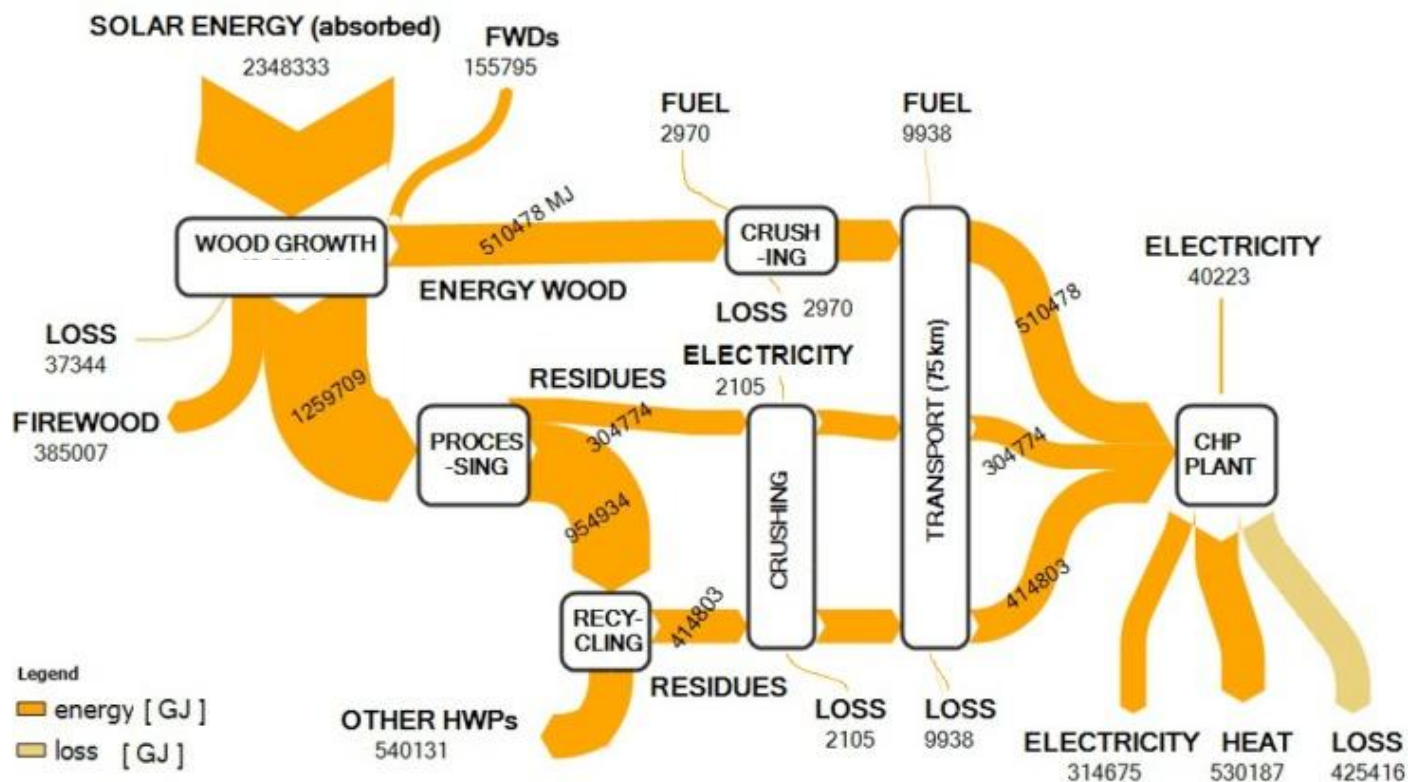 SOLAR ENERGY (absorbed)
2348333
FWDs
155795
FUEL
2970
FUEL
9938
WOOD GROWTH
510478 MJ
ENERGY WOOD
CRUSH
-ING
LOSS 2970
ELECTRICITY
40223
LOSS
37344
FIREWOOD
385007
1259709
PROCES
-SING
RESIDUES
304774
ELECTRICITY
2105
CRUSHING
TRANSPORT (75 km)
510478
304774
414803
CHP
PLANT
954934
RECY-
CLING
414803
RESIDUES
OTHER HWPs
540131
LOSS
2105
LOSS
9938
ELECTRICITY
314675
HEAT
530187
LOSS
425416
Legend
energy [ GJ ]
loss [ GJ ]